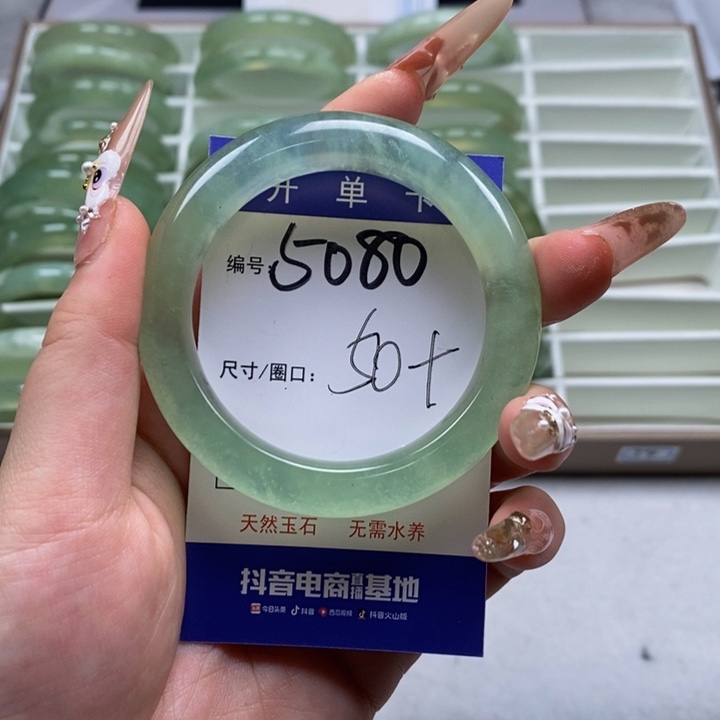 开单卡
编号: 5080
尺寸/圈口: 50+
天然玉石 无需水养
抖音电商直播基地
今日头条 抖音 西瓜视频 抖音火山版